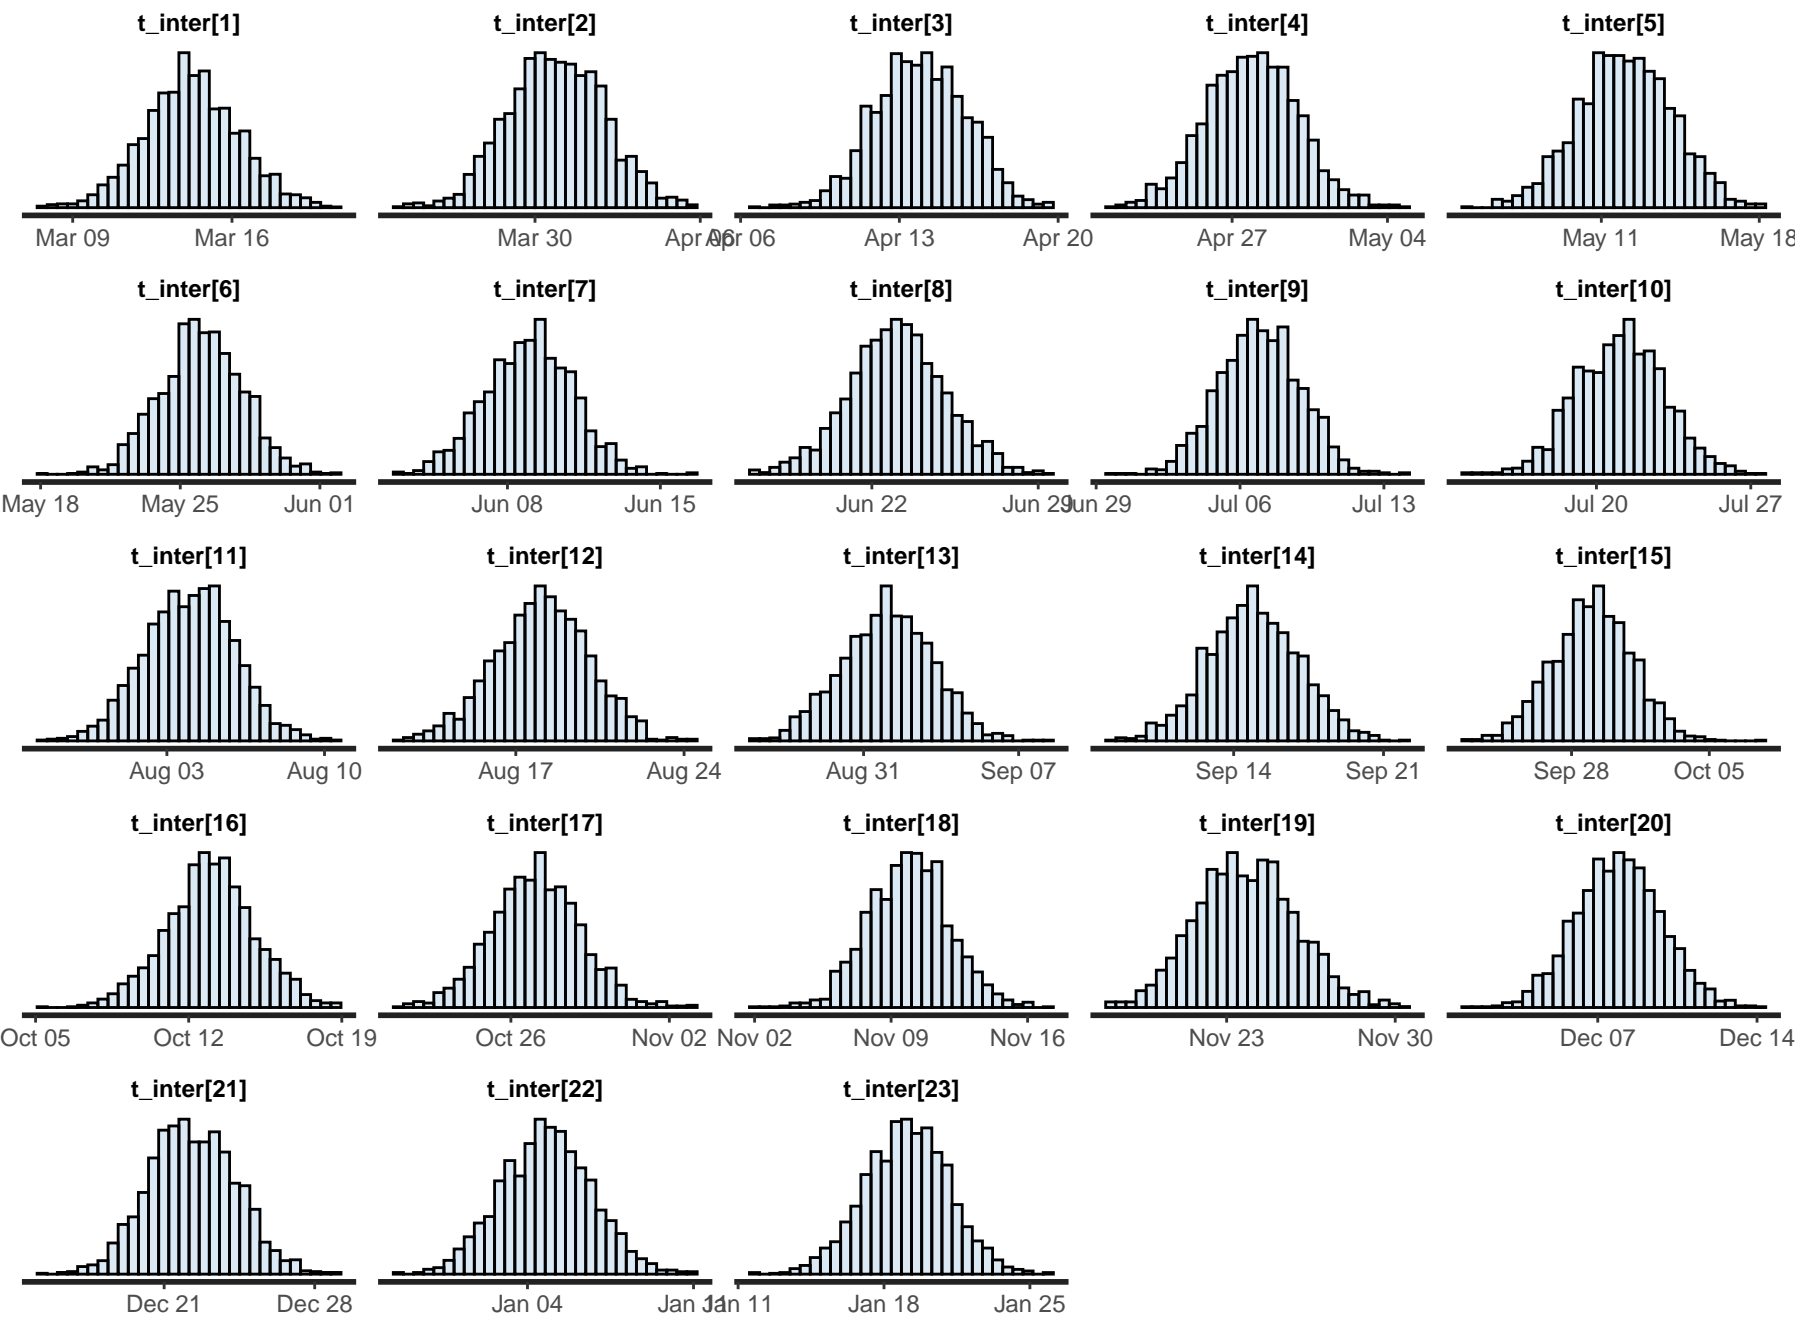 t_inter[1] t_inter[2] t_inter[3] t_inter[4] t_inter[5]
Mar 09 Mar 16 Mar 30 Apr 06 Apr 06 Apr 13 Apr 20 Apr 27 May 04 May 11 May 18
t_inter[6] t_inter[7] t_inter[8] t_inter[9] t_inter[10]
May 18 May 25 Jun 01 Jun 08 Jun 15 Jun 22 Jun 29 Jun 29 Jul 06 Jul 13 Jul 20 Jul 27
t_inter[11] t_inter[12] t_inter[13] t_inter[14] t_inter[15]
Aug 03 Aug 10 Aug 17 Aug 24 Aug 31 Sep 07 Sep 14 Sep 21 Sep 28 Oct 05
t_inter[16] t_inter[17] t_inter[18] t_inter[19] t_inter[20]
Oct 05 Oct 12 Oct 19 Oct 26 Nov 02 Nov 02 Nov 09 Nov 16 Nov 23 Nov 30 Dec 07 Dec 14
t_inter[21] t_inter[22] t_inter[23]
Dec 21 Dec 28 Jan 04 Jan 11 Jan 11 Jan 18 Jan 25